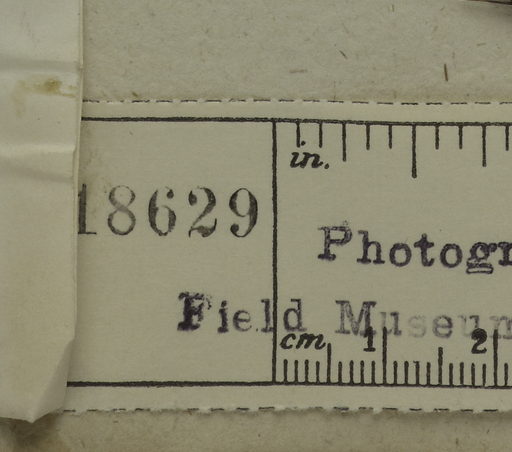 in.
18629
Photogr
Field Museum
cm 1 2